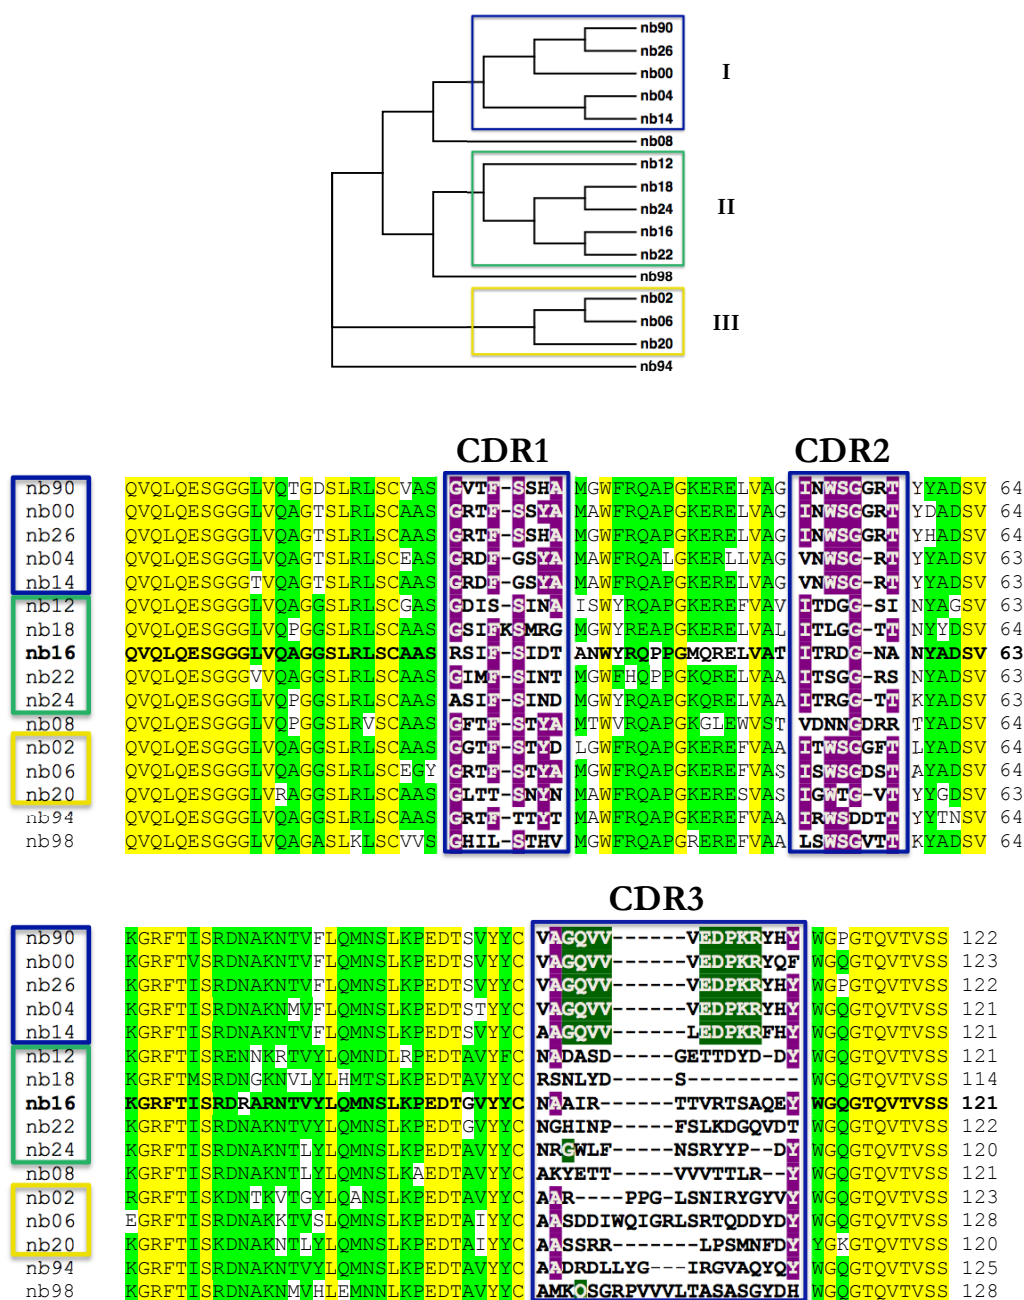 nb90
nb26
nb00
I
nb04
nb14
nb08
nb12
nb18
nb24
II
nb16
nb22
nb98
nb02
nb06
III
nb20
nb94
CDR1 CDR2
nb90 QVQLQESGGGLVQTGDSLRLSCVAS GVTF-SSHA MGWFRQAPGKERELVAG INWSGGRT YYADSV 64
nb00 QVQLQESGGGLVQAGTSLRLSCAAS GRTF-SSYA MGWFRQAPGKERELVAG INWSGGRT YDADSV 64
nb26 QVQLQESGGGLVQAGTSLRLSCAAS GRTF-SSHA MGWFRQAPGKERELVAG INWSGGRT YHADSV 64
nb04 QVQLQESGGGLVQAGTSLRLSCEAS GRDF-GSYA MAWFRQALGKERLLVAG VNWSG-RT YYADSV 63
nb14 QVQLQESGGGTVQAGTSLRLSCAAS GRDF-GSYA MAWFRQAPGKERELVAG VNWSG-RT YYADSV 63
nb12 QVQLQESGGGLVQAGGSLRLSCGAS GDIS-SINA ISWYRQAPGKEREFVAV ITDGG-SI NYAGSV 63
nb18 QVQLQESGGGLVQPGGSLRLSCAAS GSIFKSMRG MGWYREAPGKERELVAL ITLGG-TT NYYDSV 64
nb16 QVQLQESGGGLVQAGGSLRLSCAAS RSIF-SIDT ANWYRQPPGMQRELVAT ITRDG-NA NYADSV 63
nb22 QVQLQESGGGVVQAGGSLRLSCAAS GIMF-SINT MGWFHQPPGKQRELVAA ITSGG-RS NYADSV 63
nb24 QVQLQESGGGLVQPGGSLRLSCAAS ASIF-SIND MGWYRQAPGKQRELVAA ITRGG-TT KYADSV 63
nb08 QVQLQESGGGLVQPGGSLRVSCAAS GFTF-STYA MTWVRQAPGKGLEWVST VDNNGDRR TYADSV 64
nb02 QVQLQESGGGLVQAGGSLRLSCAAS GGTF-STYD LGWFRQAPGKEREFVAA ITWSGGFT LYADSV 64
nb06 QVQLQESGGGLVQAGGSLRLSCEGY GRTF-STYA MGWFRQAPGKEREFVAS ISWSGDST AYADSV 64
nb20 QVQLQESGGGLVRAGGSLRLSCAAS GLTT-SNYN MGWFRQAPGKERESVAS IGWTG-VT YYGDSV 63
nb94 QVQLQESGGGLVQAGGSLRLSCAAS GRTF-TTYT MAWFRQAPGKEREFVAA IRWSDDTT YYTNSV 64
nb98 QVQLQESGGGLVQAGASLKLSCVVS GHIL-STHV MGWFRQAPGREREFVAA LSWSGVTT KYADSV 64
CDR3
nb90 KGRFTISRDNAKNTVFLQMNSLKPEDTSVYYC VAGQVV------VEDPKRYHY WGPGTQVTVSS 122
nb00 KGRFTVSRDNAKNTVFLQMNSLKPEDTSVYYC VAGQVV------VEDPKRYQF WGQGTQVTVSS 123
nb26 KGRFTISRDNAKNTVFLQMNSLKPEDTSVYYC VAGQVV------VEDPKRYHY WGPGTQVTVSS 122
nb04 KGRFTISRDNAKNMVFLQMNSLKPEDTSTYYC VAGQVV------VEDPKRYHY WGQGTQVTVSS 121
nb14 KGRFTISRDNAKNTVFLQMNSLKPEDTSVYYC AAGQVV------LEDPKRFHY WGQGTQVTVSS 121
nb12 KGRFTISRENNKRTVYLQMNDLRPEDTAVYFC NADASD------GETTDYD-DY WGQGTQVTVSS 121
nb18 KGRFTMSRDNGKNVLYLHMTSLKPEDTAVYYC RSNLYD------S--------- WGQGTQVTVSS 114
nb16 KGRFTISRDRARNTVYLQMNSLKPEDTGVYYC NAAIR------TTVRTSAQEY WGQGTQVTVSS 121
nb22 KGRFTISRDNAKNTVYLQMNSLKPEDTGVYYC NGHINP-----FSLKDGQVDT WGQGTQVTVSS 122
nb24 KGRFTISRDNAKNTLYLQMNSLKPEDTAVYYC NRGWLF-----NSRYYP--DY WGQGTQVTVSS 120
nb08 KGRFTISRDNAKNTLYLQMNSLKAEDTAVYYC AKYETT-----VVVTTLR--Y WGQGTQVTVSS 121
nb02 RGRFTISKDNTKVTGYLQANSLKPEDTAVYYC AAR----PPG-LSNIRYGYVY WGQGTQVTVSS 123
nb06 EGRFTISRDNAKKTVSLQMNSLKPEDTAIYYC AASDDIWQIGRLSRTQDDYDY WGQGTQVTVSS 128
nb20 KGRFTISKDNAKNTLYLQMNSLKPEDTAIYYC AASSRR-------LPSMNFDY YGKGTQVTVSS 120
nb94 KGRFTISRDNAKNTVYLQMNSLKPEDTAVYYC AADRDLLYG---IRGVAQYQY WGQGTQVTVSS 125
nb98 KGRFTISRDNAKNMVHLEMNSLKPEDTAVYYC AMKQSGRPVVVLTASASGYDH WGQGTQVTVSS 128